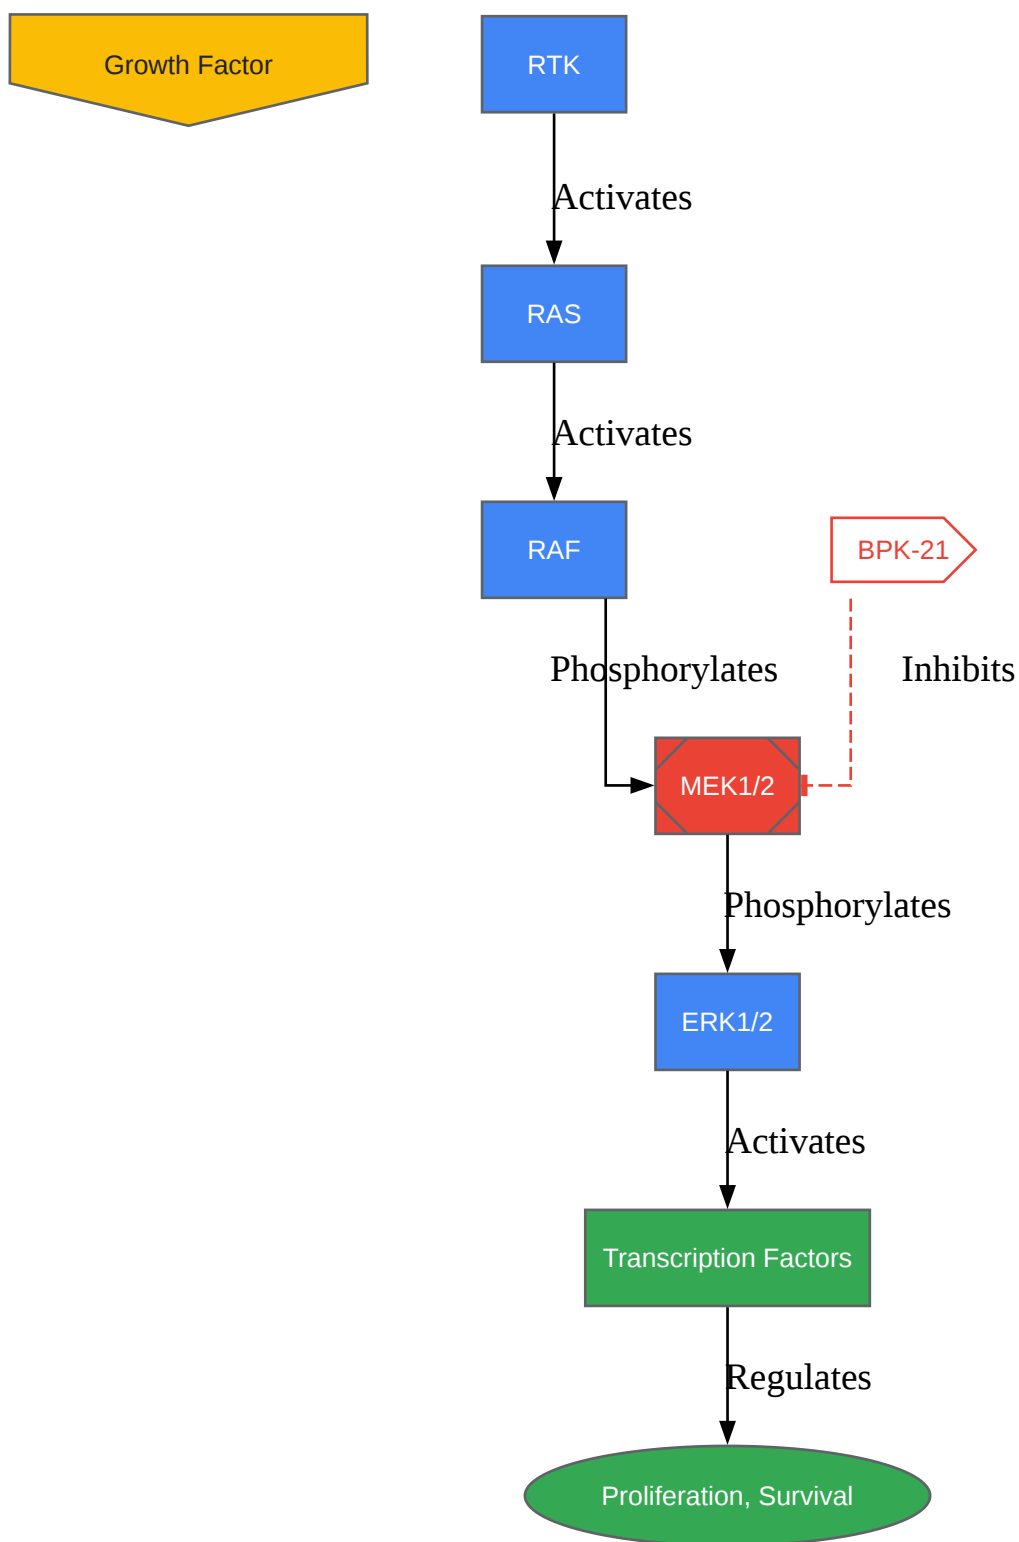 Growth Factor
RTK
Activates
RAS
Activates
RAF
BPK-21
Phosphorylates
Inhibits
MEK1/2
Phosphorylates
ERK1/2
Activates
Transcription Factors
Regulates
Proliferation, Survival